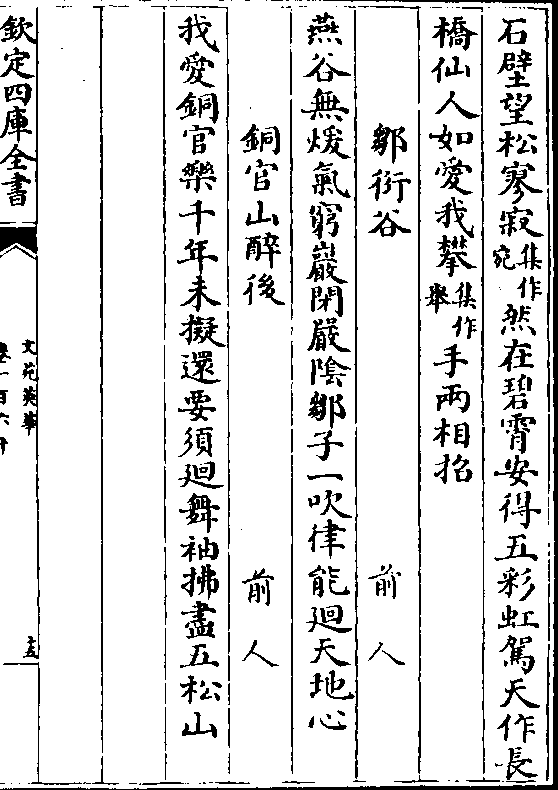 石壁望松寥寂集作宛然在碧霄安得五彩虹駕天作長
橋仙人如愛我攀集作舉手兩相招
鄒衍谷 前人
燕谷無煖氣窮巖閉嚴陰鄒子一吹律能廻天地心
銅官山醉後 前人
我愛銅官樂千年未擬還要須廻舞袖拂盡五松山
欽定四庫全書
文苑英華
卷一百六十
十五